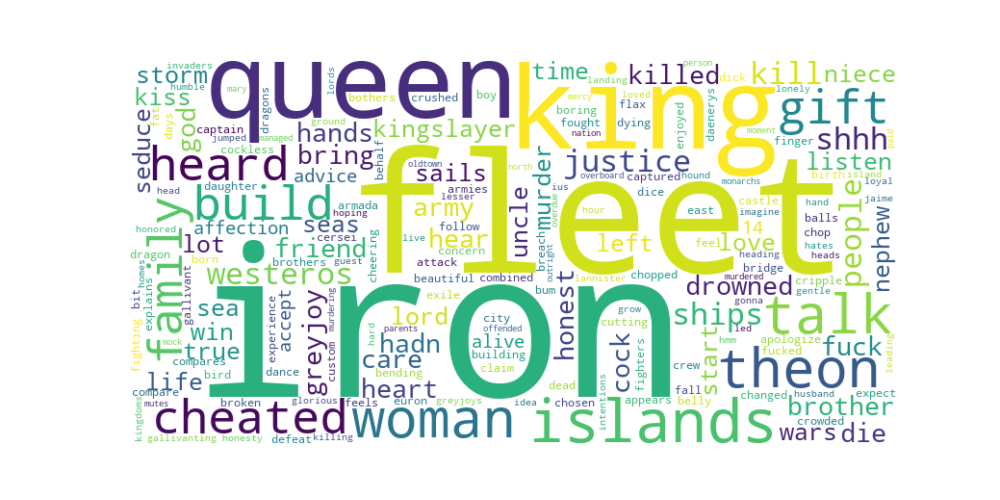 invaders
storm
humble
kiss
mary
queen
lords
bothers
crushed
boy
king
time
landing
loved
killed
dick
kill
niece
person
lonely
gift
god
fat
days
captain
jumped
managed
dragons
cockless
ground
hands
behalf
kingslayer
boring
fought
mercy
flax
dying
nation
enjoyed
daenerys
finger
moment
paid
shhh
seduce
heard
bring
advice
oldtown
sails
armies
lesser
north
uncle
murder
justice
overboard
captured
hound
monarchs
ius
dice
birth
island
listen
loyal
head
daughter
dragon
honored
family
build
armada
hoping
affection
seas
fleet
army
follow
hear
concern
hour
east
left
castle
imagine
14
love
feel
hand
balls
chop
hates
heads
jaime
people
nephew
cersei
live
lot
born
friend
brothers
guest
cheering
attack
beautiful
combined
breach
overdue
outright
lannister
chopped
heading
bridge
murdered
drowned
cripple
gentle
gallivant
westeros
homes
explains
bit
sea
win
true
fighting
mock
compares
bird
life
compare
mutes
broken
experience
dance
accept
greyjoy
custom
murdering
iron
exile
lord
hard
parents
hadn
care
bending
heart
euron
greyjoys
city
offended
alive
building
claim
idea
honest
bum
cutting
grow
cock
fighters
appears
dead
chosen
intentions
crew
ships
gonna
lied
start
fall
belly
hmm
apologize
fucked
changed
husband
talk
fuck
theon
leading
expect
brother
crowded
kingdoms
cheated
glorious
feels
woman
islands
wars
die
gallivanting
honesty
defeat
killing